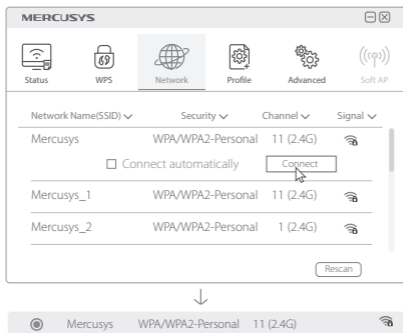 MERCUSYS
Status WPS Network Profile Advanced Soft AP
Network Name(SSID) Security Channel Signal
Mercusys WPA/WPA2-Personal 11 (2.4G)
Connect automatically Connect
Mercusys_1 WPA/WPA2-Personal 11 (2.4G)
Mercusys_2 WPA/WPA2-Personal 1 (2.4G)
Rescan
Mercusys WPA/WPA2-Personal 11 (2.4G)